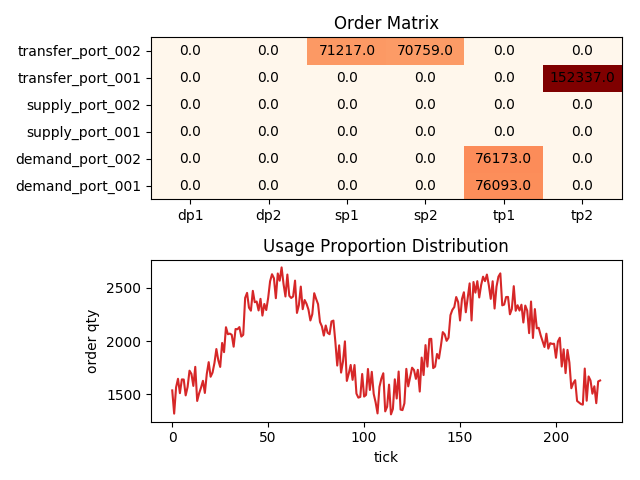 Order Matrix
transfer_port_002 0.0 0.0 71217.0 70759.0 0.0 0.0
transfer_port_001 0.0 0.0 0.0 0.0 0.0 152337.0
supply_port_002 0.0 0.0 0.0 0.0 0.0 0.0
supply_port_001 0.0 0.0 0.0 0.0 0.0 0.0
demand_port_002 0.0 0.0 0.0 0.0 76173.0 0.0
demand_port_001 0.0 0.0 0.0 0.0 76093.0 0.0
dp1 dp2 sp1 sp2 tp1 tp2
Usage Proportion Distribution
order qty
2500
2000
1500
0 50 100 150 200
tick